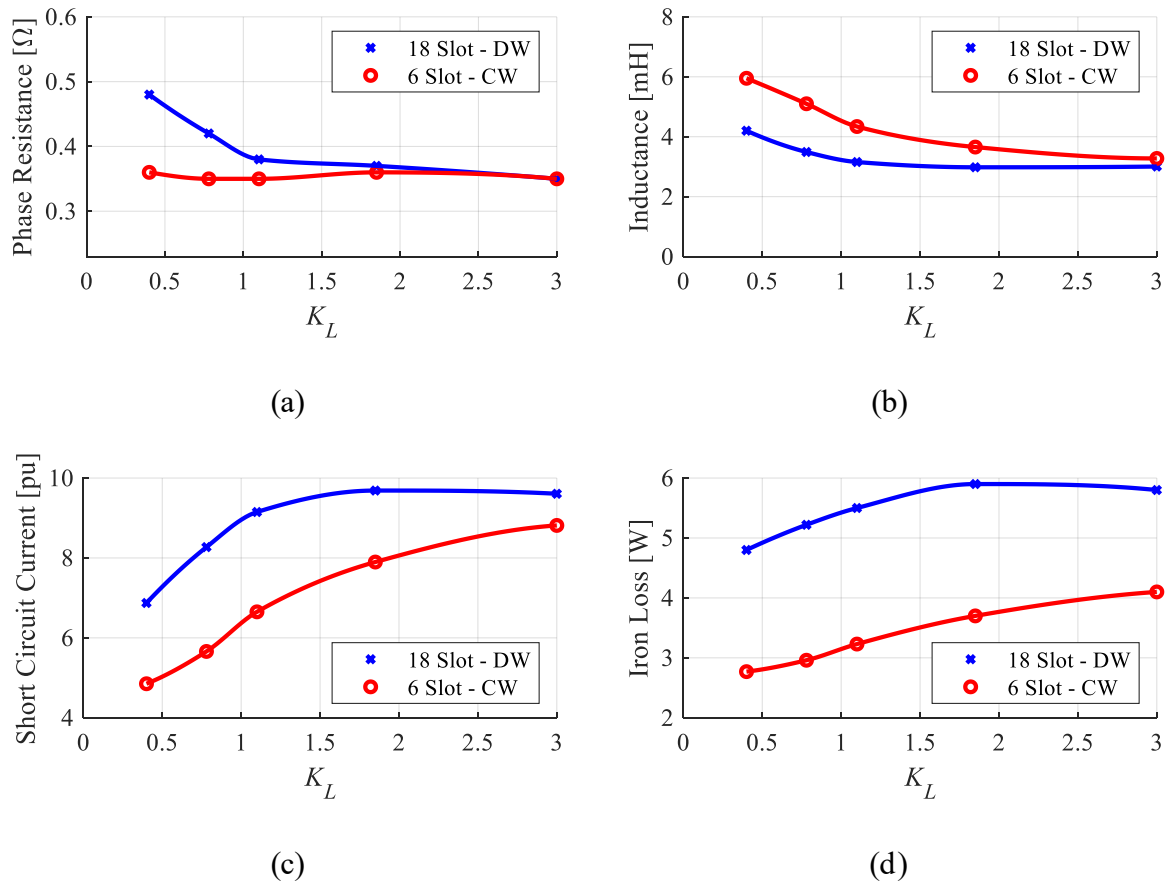 Phase Resistance [Ω]
0.6
0.5
0.4
0.3
18 Slot - DW
6 Slot - CW
0 0.5 1 1.5 2 2.5 3
K_L
(a)
Inductance [mH]
8
6
4
2
0
18 Slot - DW
6 Slot - CW
0 0.5 1 1.5 2 2.5 3
K_L
(b)
Short Circuit Current [pu]
10
8
6
4
18 Slot - DW
6 Slot - CW
0 0.5 1 1.5 2 2.5 3
K_L
(c)
Iron Loss [W]
6
5
4
3
2
18 Slot - DW
6 Slot - CW
0 0.5 1 1.5 2 2.5 3
K_L
(d)